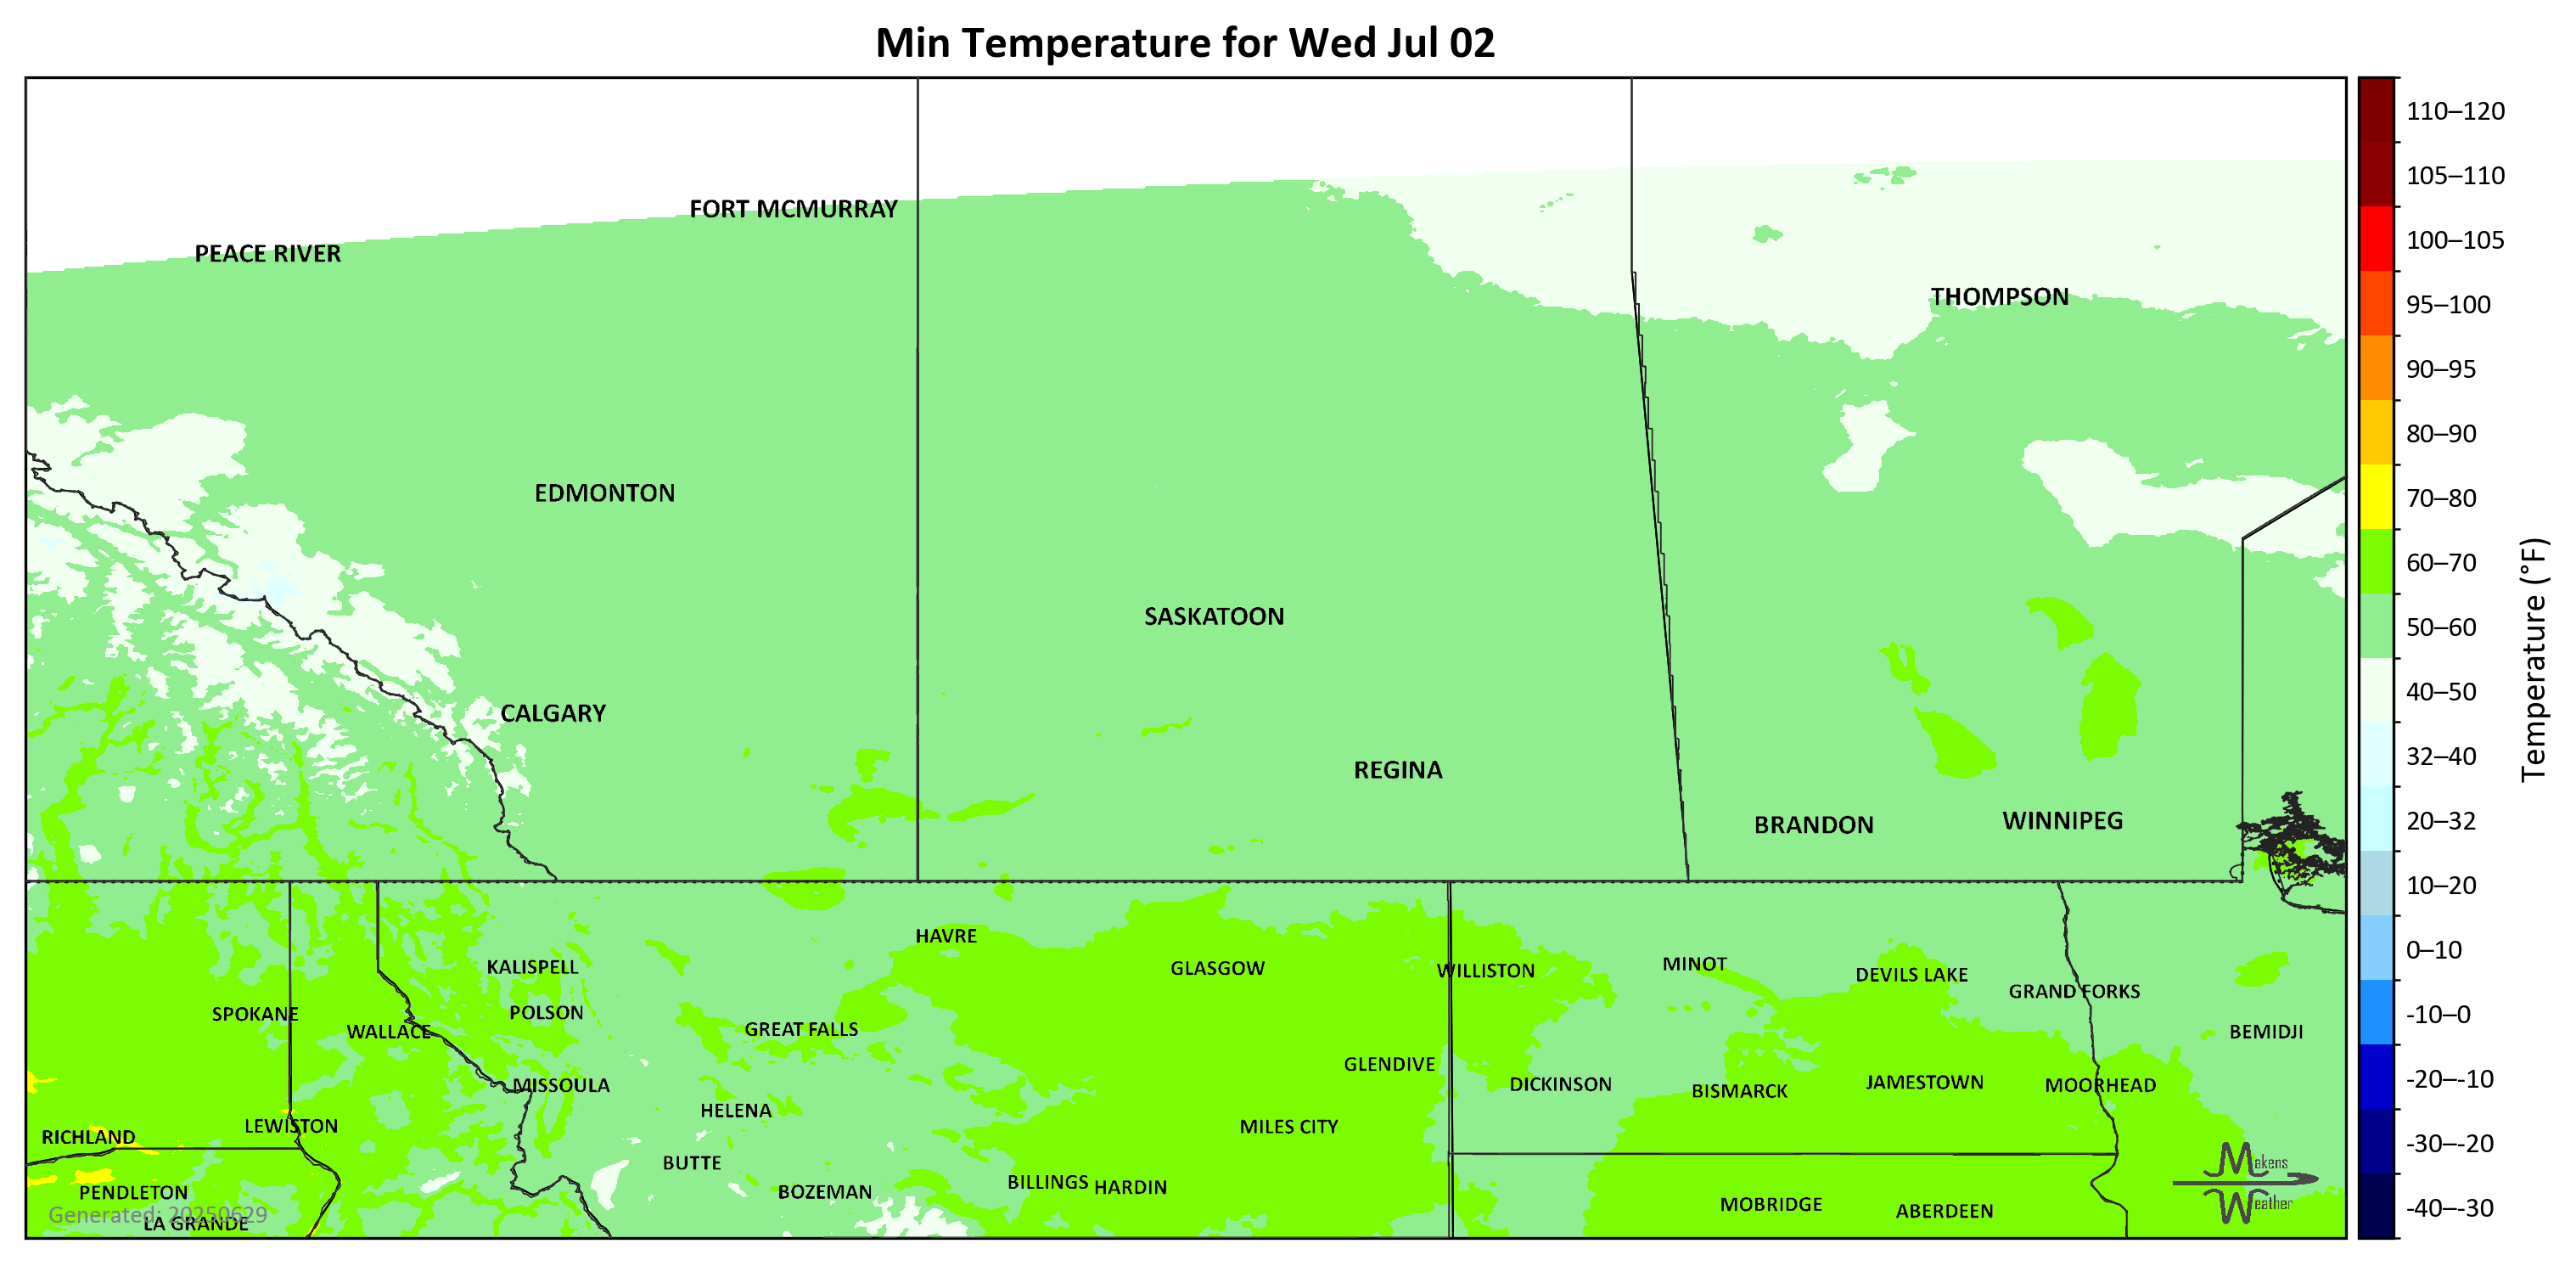 Min Temperature for Wed Jul 02
110–120
105–110
FORT MCMURRAY
100–105
PEACE RIVER
THOMPSON
95–100
90–95
80–90
EDMONTON
70–80
60–70
SASKATOON
50–60
Temperature (°F)
40–50
CALGARY
32–40
REGINA
20–32
WINNIPEG
BRANDON
10–20
HAVRE
0–10
MINOT
KALISPELL
GLASGOW
WILLISTON
DEVILS LAKE
GRAND FORKS
SPOKANE
POLSON
-10–0
GREAT FALLS
WALLACE
BEMIDJI
GLENDIVE
-20–-10
MISSOULA
DICKINSON
JAMESTOWN
MOORHEAD
BISMARCK
HELENA
LEWISTON
MILES CITY
RICHLAND
-30–-20
BUTTE
Makens
Weather
BILLINGS
HARDIN
PENDLETON
BOZEMAN
MOBRIDGE
ABERDEEN
-40–-30
Generated: 20250629
LA GRANDE